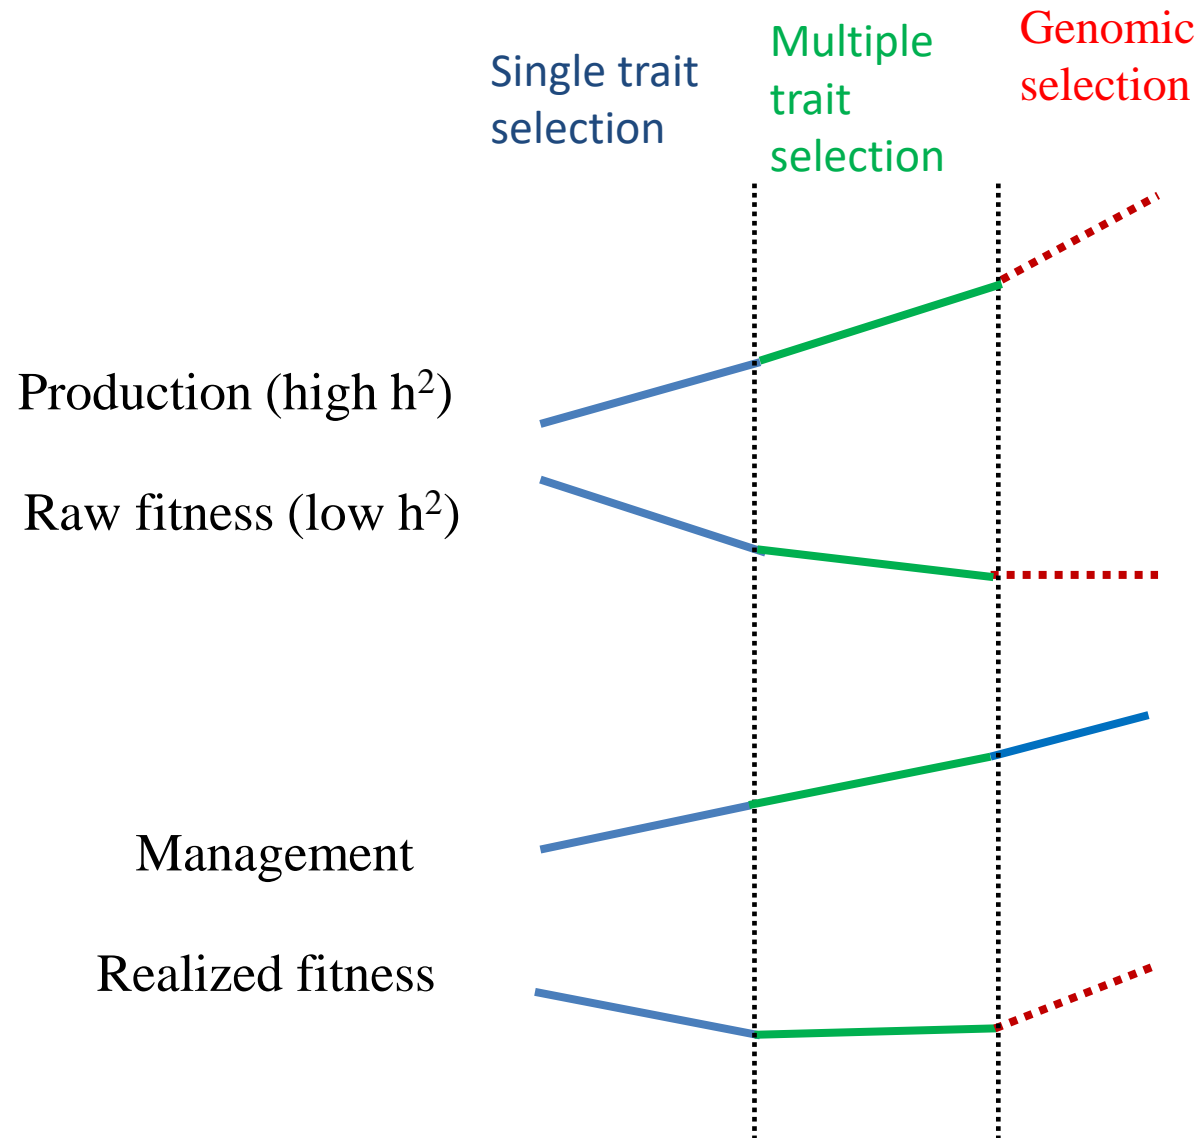 Single trait
selection
Multiple
trait
selection
Genomic
selection
Production (high h²)
Raw fitness (low h²)
Management
Realized fitness